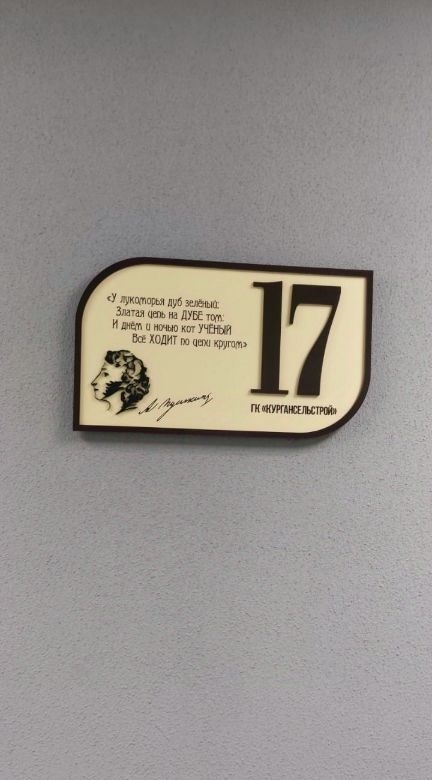 «У лукоморья дуб зелёный;
Златая цепь на ДУБЕ том:
И днём и ночью кот УЧЁНЫЙ
Всё ХОДИТ по цепи кругом»
А. Пушкинъ
17
ГК «КУРГАНСЕЛЬСТРОЙ»